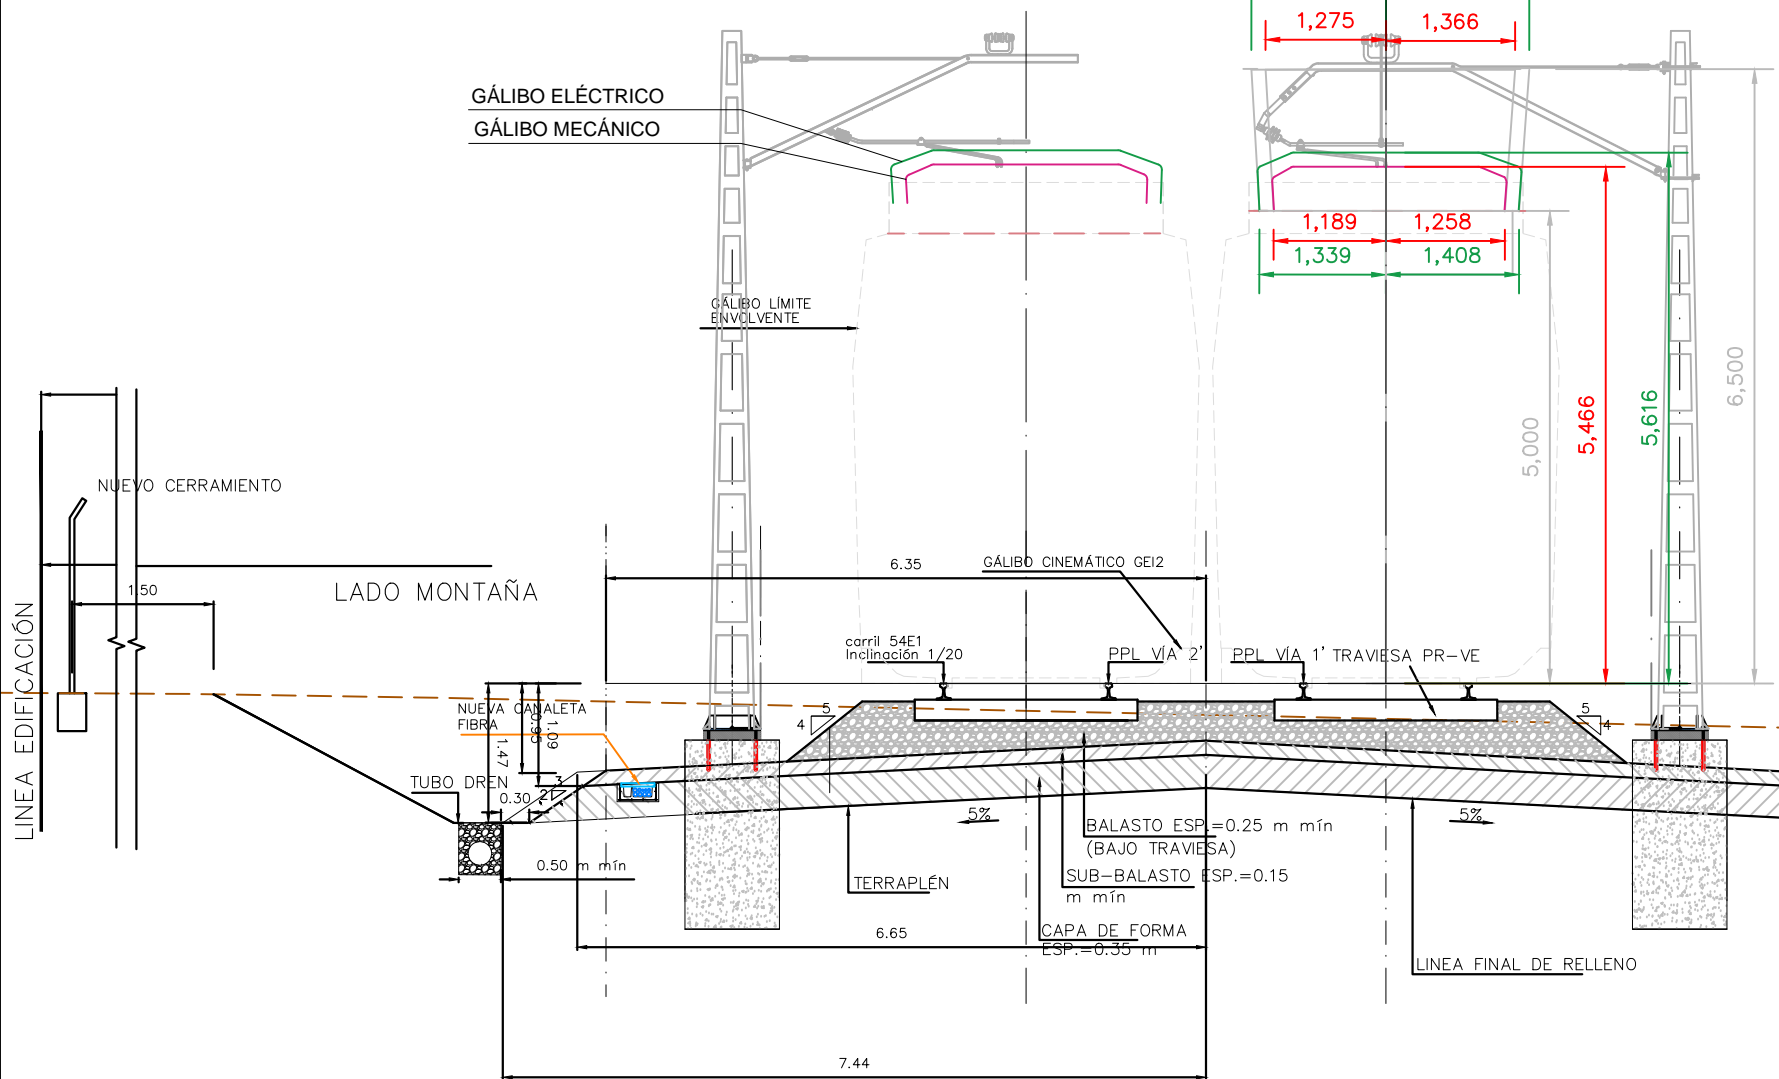 1,275
1,366
GÁLIBO ELÉCTRICO
GÁLIBO MECÁNICO
1,189
1,258
1,339
1,408
GÁLIBO LÍMITE
ENVOLVENTE
6,500
5,616
5,466
5,000
NUEVO CERRAMIENTO
6.35
GÁLIBO CINEMÁTICO GEI2
LADO MONTAÑA
1.50
LINEA EDIFICACIÓN
carril 54E1
Inclinación 1/20
PPL VÍA 2'
PPL VÍA 1'
TRAVIESA PR-VE
NUEVA CANALETA
FIBRA
1.09
0.95
1.47
5
4
5
4
TUBO DREN
0.30
2
3
5%
5%
BALASTO ESP.=0.25 m mín
(BAJO TRAVIESA)
0.50 m mín
TERRAPLÉN
SUB-BALASTO ESP.=0.15
m mín
6.65
CAPA DE FORMA
ESP.=0.35 m
LINEA FINAL DE RELLENO
7.44